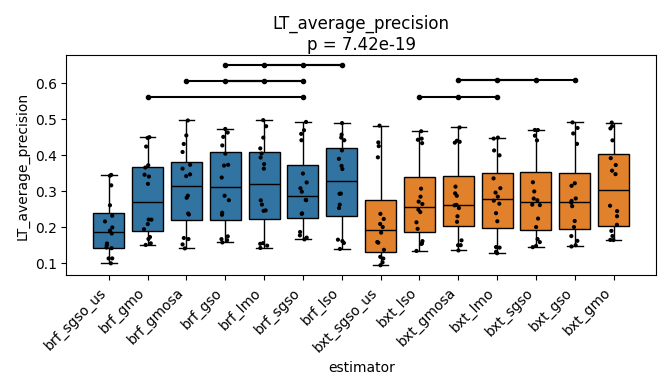 LT_average_precision
p = 7.42e-19
LT_average_precision
0.6
0.5
0.4
0.3
0.2
0.1
brf_sgso_us
brf_gmo
brf_gmosa
brf_gso
brf_lmo
brf_sgso
brf_lso
bxt_sgso_us
bxt_lso
bxt_gmosa
bxt_lmo
bxt_sgso
bxt_gso
bxt_gmo
estimator